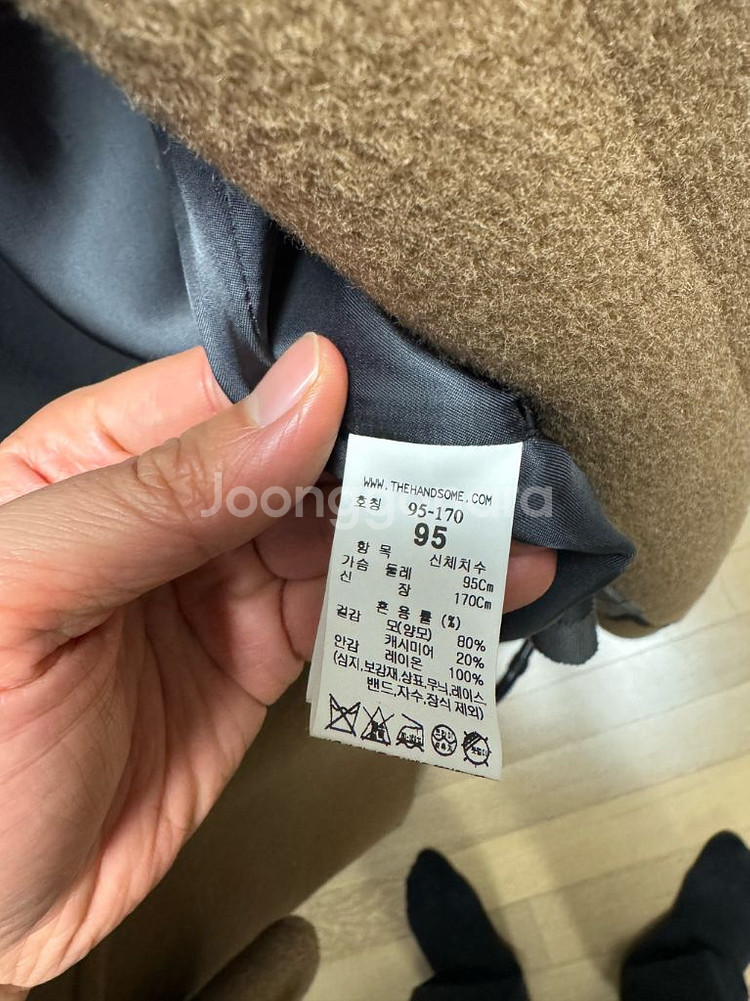 WWW.THEHANDSOME.COM
호칭 95-170
95
항 목 신체치수
가슴 둘레 95Cm
신 장 170Cm
혼 용 률 (%)
겉감 모(양모) 80%
캐시미어 20%
안감 레이온 100%
(심지,보강재,상표,무늬,레이스
밴드,자수,장식 제외)